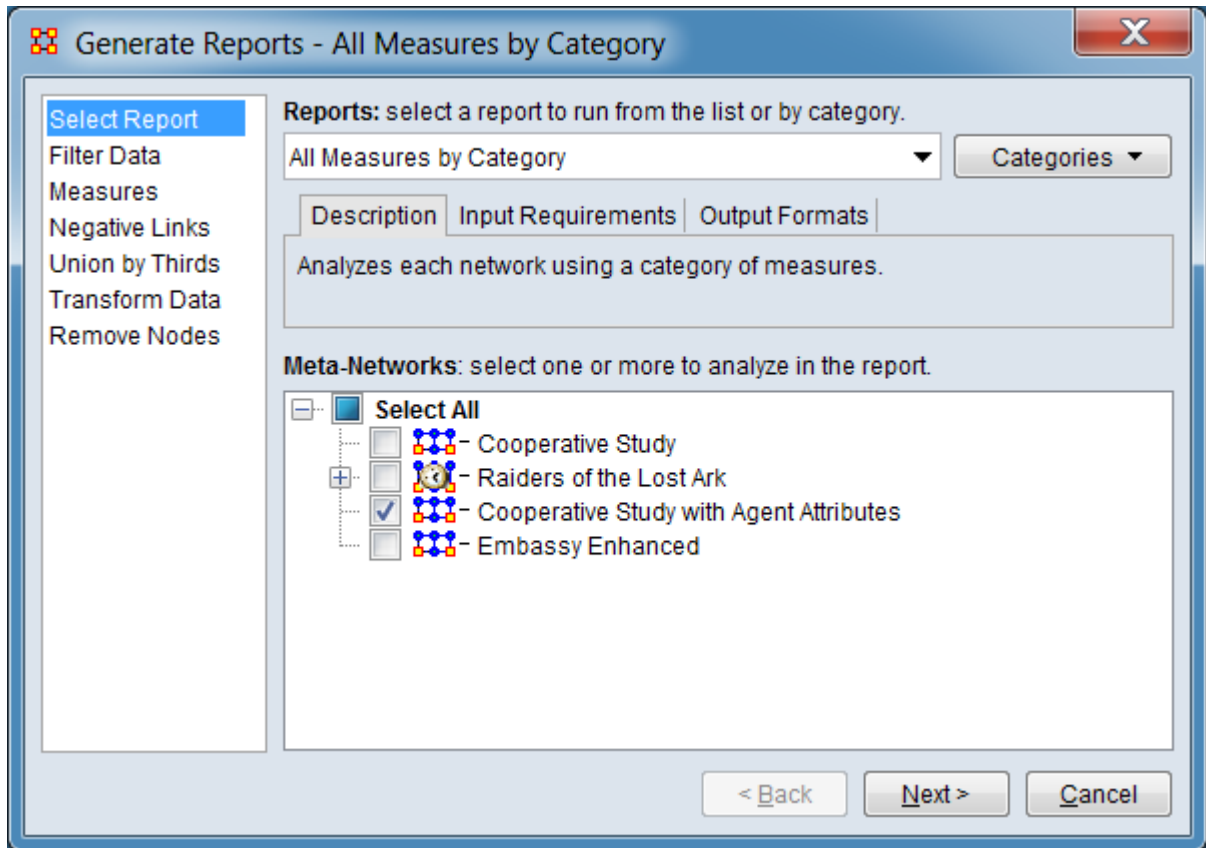 Generate Reports - All Measures by Category
X
Select Report
Filter Data
Measures
Negative Links
Union by Thirds
Transform Data
Remove Nodes
Reports: select a report to run from the list or by category.
All Measures by Category
Categories
Description
Input Requirements
Output Formats
Analyzes each network using a category of measures.
Meta-Networks: select one or more to analyze in the report.
Select All
Cooperative Study
Raiders of the Lost Ark
Cooperative Study with Agent Attributes
Embassy Enhanced
< Back
Next >
Cancel